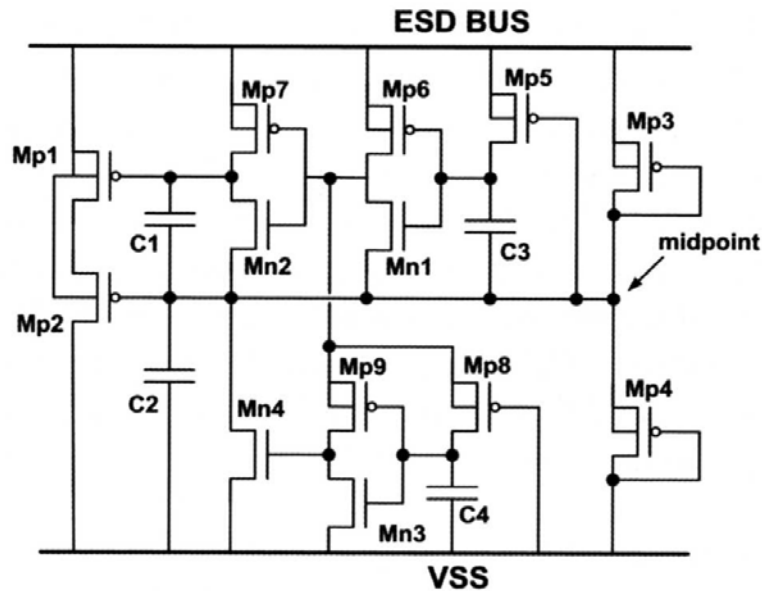 ESD BUS
Mp7 Mp6 Mp5
Mp3
Mp1
C1 C3
midpoint
Mn2 Mn1
Mp2
Mp9 Mp8
C2 Mn4 Mp4
C4
Mn3
VSS